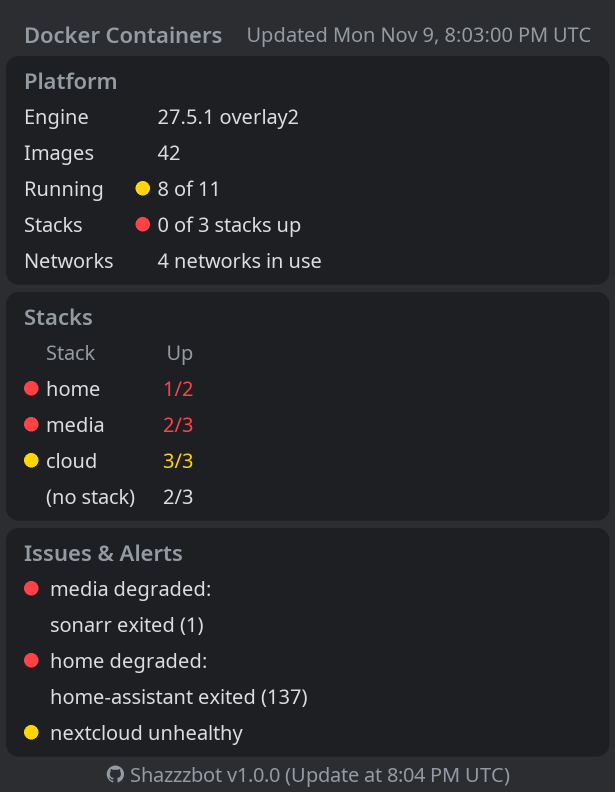 Docker Containers Updated Mon Nov 9, 8:03:00 PM UTC
Platform
Engine 27.5.1 overlay2
Images 42
Running 8 of 11
Stacks 0 of 3 stacks up
Networks 4 networks in use
Stacks
Stack Up
home 1/2
media 2/3
cloud 3/3
(no stack) 2/3
Issues & Alerts
media degraded:
sonarr exited (1)
home degraded:
home-assistant exited (137)
nextcloud unhealthy
Shazzzbot v1.0.0 (Update at 8:04 PM UTC)